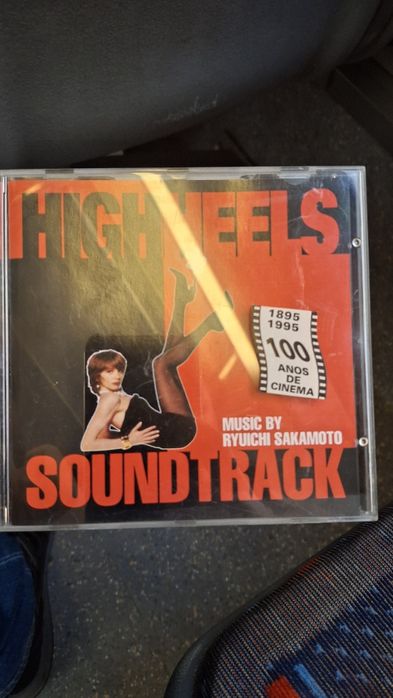 HIGH HEELS
1895
1995
100
ANOS
DE
CINEMA
MUSIC BY
RYUICHI SAKAMOTO
SOUNDTRACK